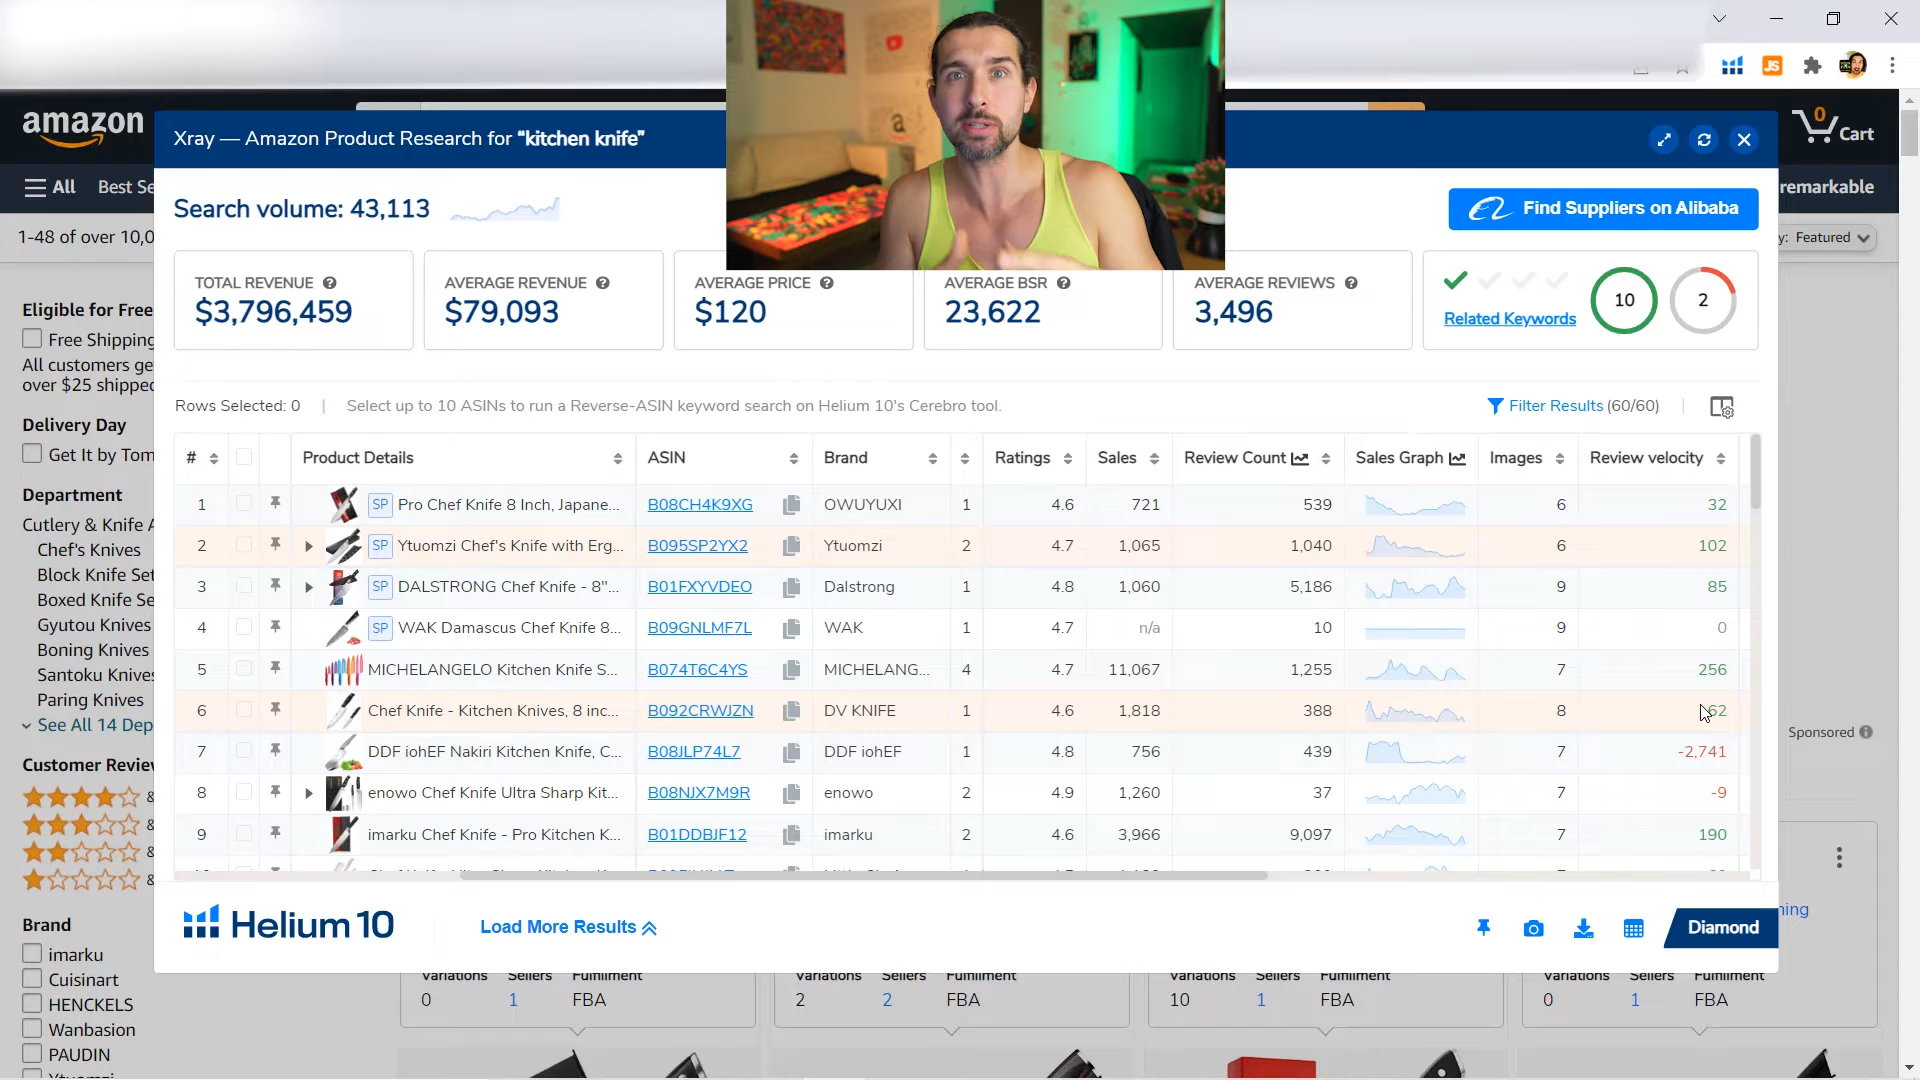 amazon
0
Cart
All
Best Se
remarkable
1-48 of over 10,0
y: Featured
Xray — Amazon Product Research for “kitchen knife”
Search volume: 43,113
Find Suppliers on Alibaba
TOTAL REVENUE
$3,796,459
AVERAGE REVENUE
$79,093
AVERAGE PRICE
$120
AVERAGE BSR
23,622
AVERAGE REVIEWS
3,496
Related Keywords
10
2
Rows Selected: 0 | Select up to 10 ASINs to run a Reverse-ASIN keyword search on Helium 10's Cerebro tool.
Filter Results (60/60)
# Product Details ASIN Brand Ratings Sales Review Count Sales Graph Images Review velocity
1 SP Pro Chef Knife 8 Inch, Japane... B08CH4K9XG OWUYUXI 1 4.6 721 539 6 32
2 SP Ytuomzi Chef's Knife with Erg... B095SP2YX2 Ytuomzi 2 4.7 1,065 1,040 6 102
3 SP DALSTRONG Chef Knife - 8"... B01FXYVDEO Dalstrong 1 4.8 1,060 5,186 9 85
4 SP WAK Damascus Chef Knife 8... B09GNLMF7L WAK 1 4.7 n/a 10 9 0
5 MICHELANGELO Kitchen Knife S... B074T6C4YS MICHELANG... 4 4.7 11,067 1,255 7 256
6 Chef Knife - Kitchen Knives, 8 inc... B092CRWJZN DV KNIFE 1 4.6 1,818 388 8 62
7 DDF iohEF Nakiri Kitchen Knife, C... B08JLP74L7 DDF iohEF 1 4.8 756 439 7 -2,741
8 enowo Chef Knife Ultra Sharp Kit... B08NJX7M9R enowo 2 4.9 1,260 37 7 -9
9 imarku Chef Knife - Pro Kitchen K... B01DDBJF12 imarku 2 4.6 3,966 9,097 7 190
Helium 10
Load More Results
Diamond
Eligible for Free
Free Shipping
All customers ge
over $25 shipped
Delivery Day
Get It by Tom
Department
Cutlery & Knife A
Chef's Knives
Block Knife Set
Boxed Knife Se
Gyutou Knives
Boning Knives
Santoku Knives
Paring Knives
See All 14 Dep
Customer Review
&
&
&
&
Brand
imarku
Cuisinart
HENCKELS
Wanbasion
PAUDIN
Ytuomzi
Sponsored
ning
Variations Sellers Fulfillment
0 1 FBA
Variations Sellers Fulfillment
2 2 FBA
Variations Sellers Fulfillment
10 1 FBA
Variations Sellers Fulfillment
0 1 FBA